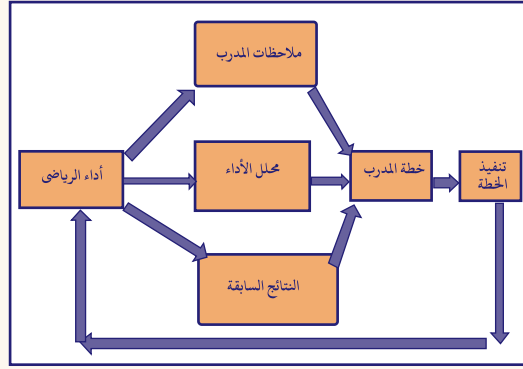 ملاحظات المدرب
أداء الرياضى
محلل الأداء
خطة المدرب
تنفيذ
الخطة
النتائج السابقة